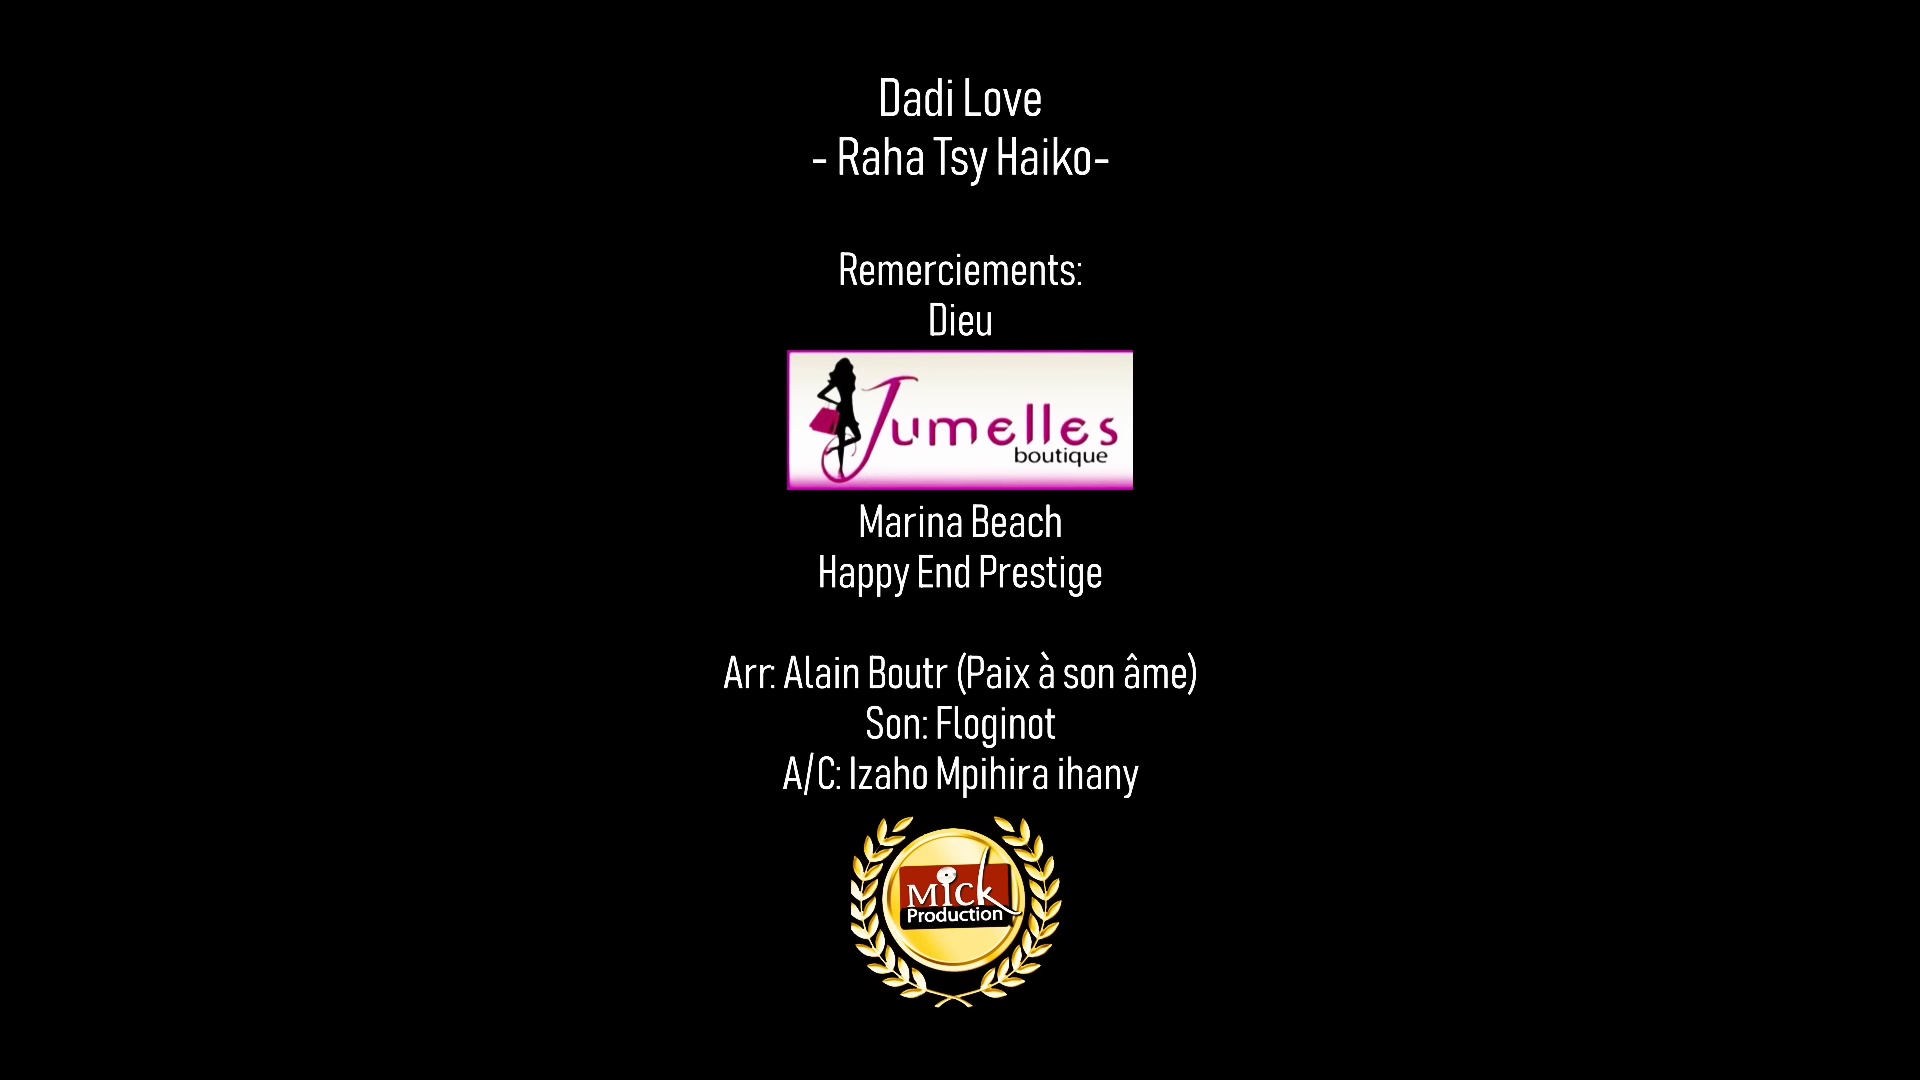 Dadi Love
- Raha Tsy Haiko-
Remerciements:
Dieu
Jumelles
boutique
Marina Beach
Happy End Prestige
Arr: Alain Boutr (Paix à son âme)
Son: Floginot
A/C: Izaho Mpihira ihany
Mick
Production